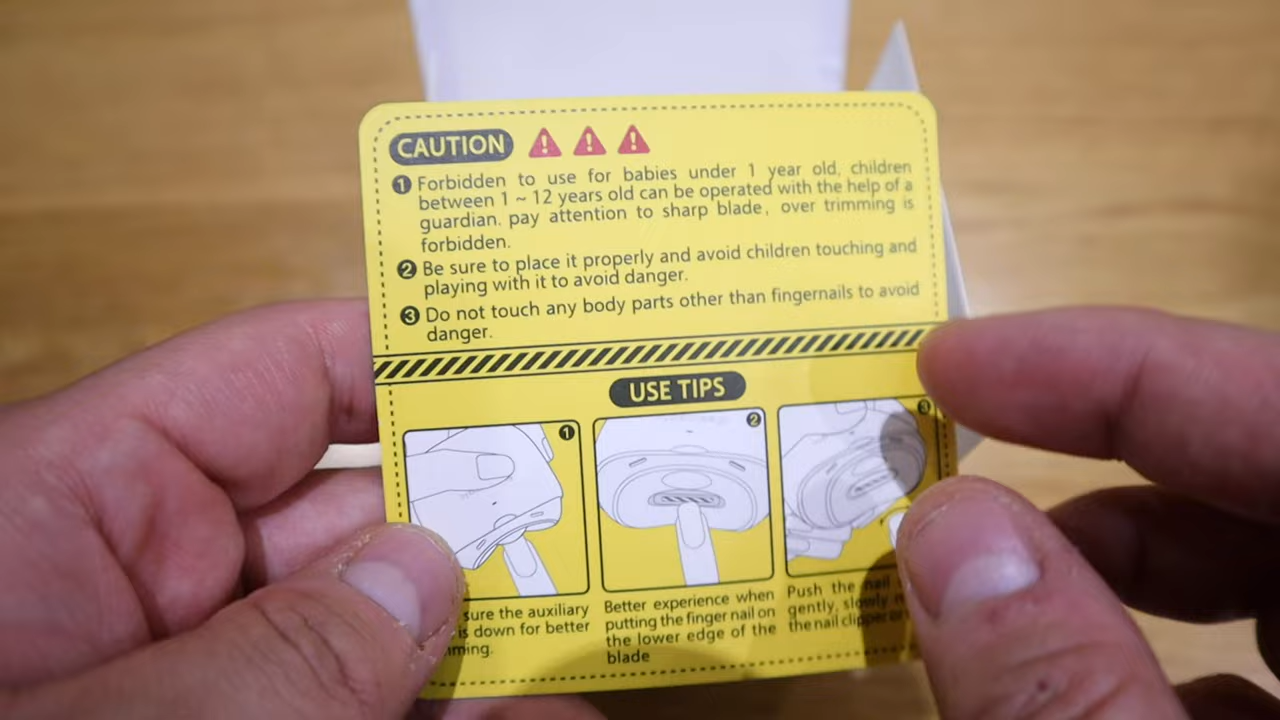 CAUTION
1 Forbidden to use for babies under 1 year old, children
between 1 ~ 12 years old can be operated with the help of a
guardian. pay attention to sharp blade, over trimming is
forbidden.
2 Be sure to place it properly and avoid children touching and
playing with it to avoid danger.
3 Do not touch any body parts other than fingernails to avoid
danger.
USE TIPS
1
2
3
sure the auxiliary
is down for better
Better experience when
putting the finger nail on
the lower edge of the
blade
Push the nail
gently, slowly
the nail clipper